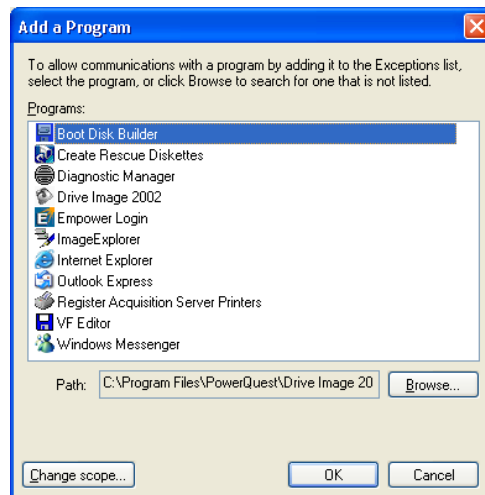 Add a Program
To allow communications with a program by adding it to the Exceptions list,
select the program, or click Browse to search for one that is not listed.
Programs:
Boot Disk Builder
Create Rescue Diskettes
Diagnostic Manager
Drive Image 2002
Empower Login
ImageExplorer
Internet Explorer
Outlook Express
Register Acquisition Server Printers
VF Editor
Windows Messenger
Path: C:\Program Files\PowerQuest\Drive Image 20 Browse...
Change scope... OK Cancel